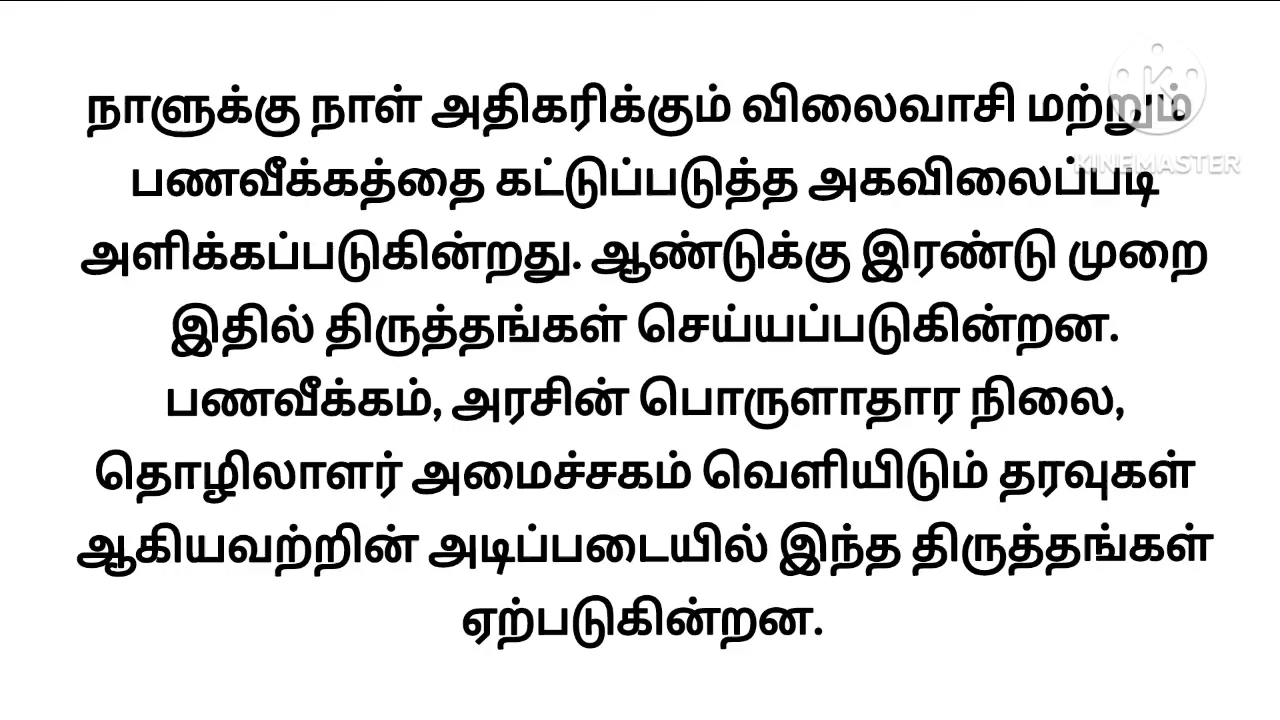 நாளுக்கு நாள் அதிகரிக்கும் விலைவாசி மற்றும்
பணவீக்கத்தை கட்டுப்படுத்த அகவிலைப்படி
அளிக்கப்படுகின்றது. ஆண்டுக்கு இரண்டு முறை
இதில் திருத்தங்கள் செய்யப்படுகின்றன.
பணவீக்கம், அரசின் பொருளாதார நிலை,
தொழிலாளர் அமைச்சகம் வெளியிடும் தரவுகள்
ஆகியவற்றின் அடிப்படையில் இந்த திருத்தங்கள்
ஏற்படுகின்றன.
K
KINEMASTER